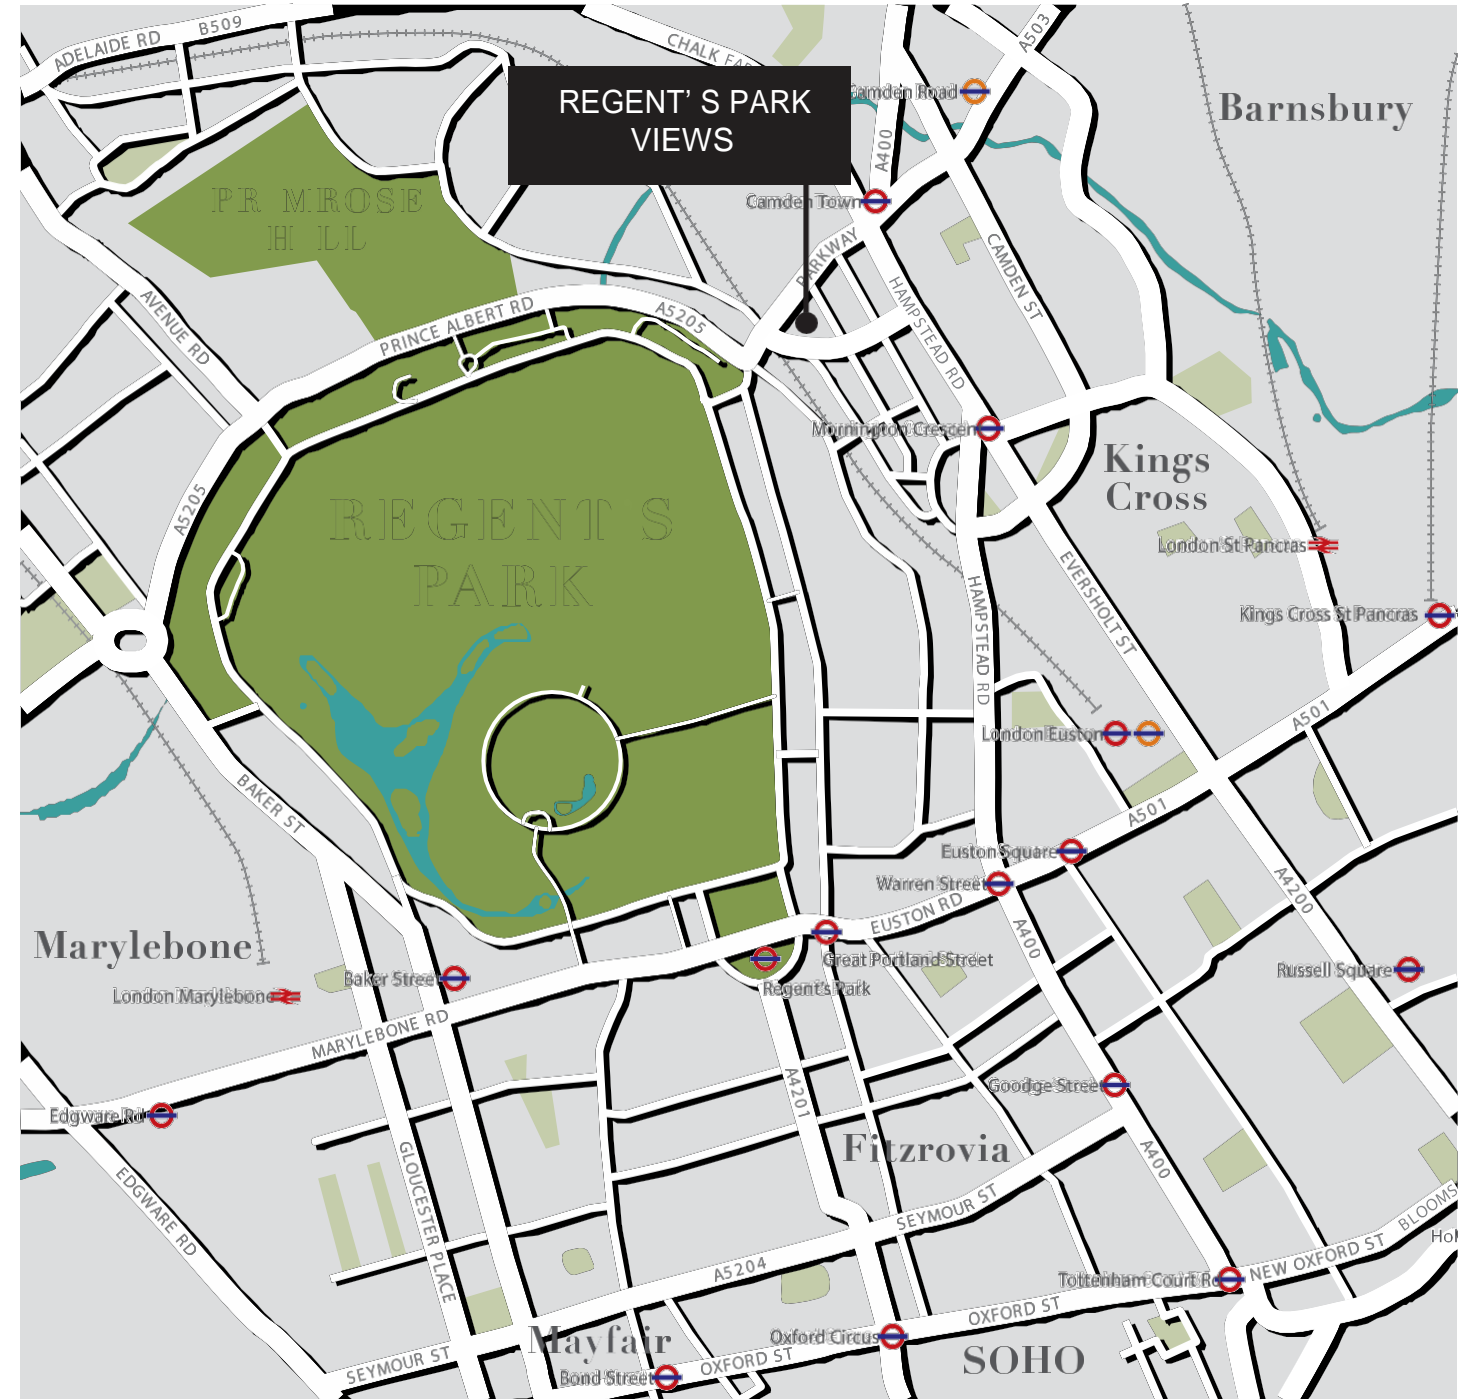 ADELAIDE RD
B509
CHALK FA
A503
REGENT' S PARK
VIEWS
Camden Road
Barnsbury
A400
PR MROSE
H LL
Camden Town
PARKWAY
CAMDEN ST
HAMPSTEAD RD
AVENUE RD
PRINCE ALBERT RD
A5205
Mornington Crescen
Kings
Cross
A5205
REGENT S
PARK
London St Pancras
EVERSHOLT ST
HAMPSTEAD RD
Kings Cross St Pancras
A501
London Euston
BAKER ST
A501
Euston Square
Warren Street
A4200
EUSTON RD
A400
Marylebone
Great Portland Street
Baker Street
Russell Square
London Marylebone
Regent's Park
MARYLEBONE RD
Goodge Street
A4201
Edgware Rd
Fitzrovia
A400
GLOUCESTER PLACE
EDGWARE RD
SEYMOUR ST
BLOOMS
Hol
A5204
NEW OXFORD ST
Tottenham Court Ro
OXFORD ST
Mayfair
Oxford Circus
SOHO
SEYMOUR ST
OXFORD ST
Bond Street